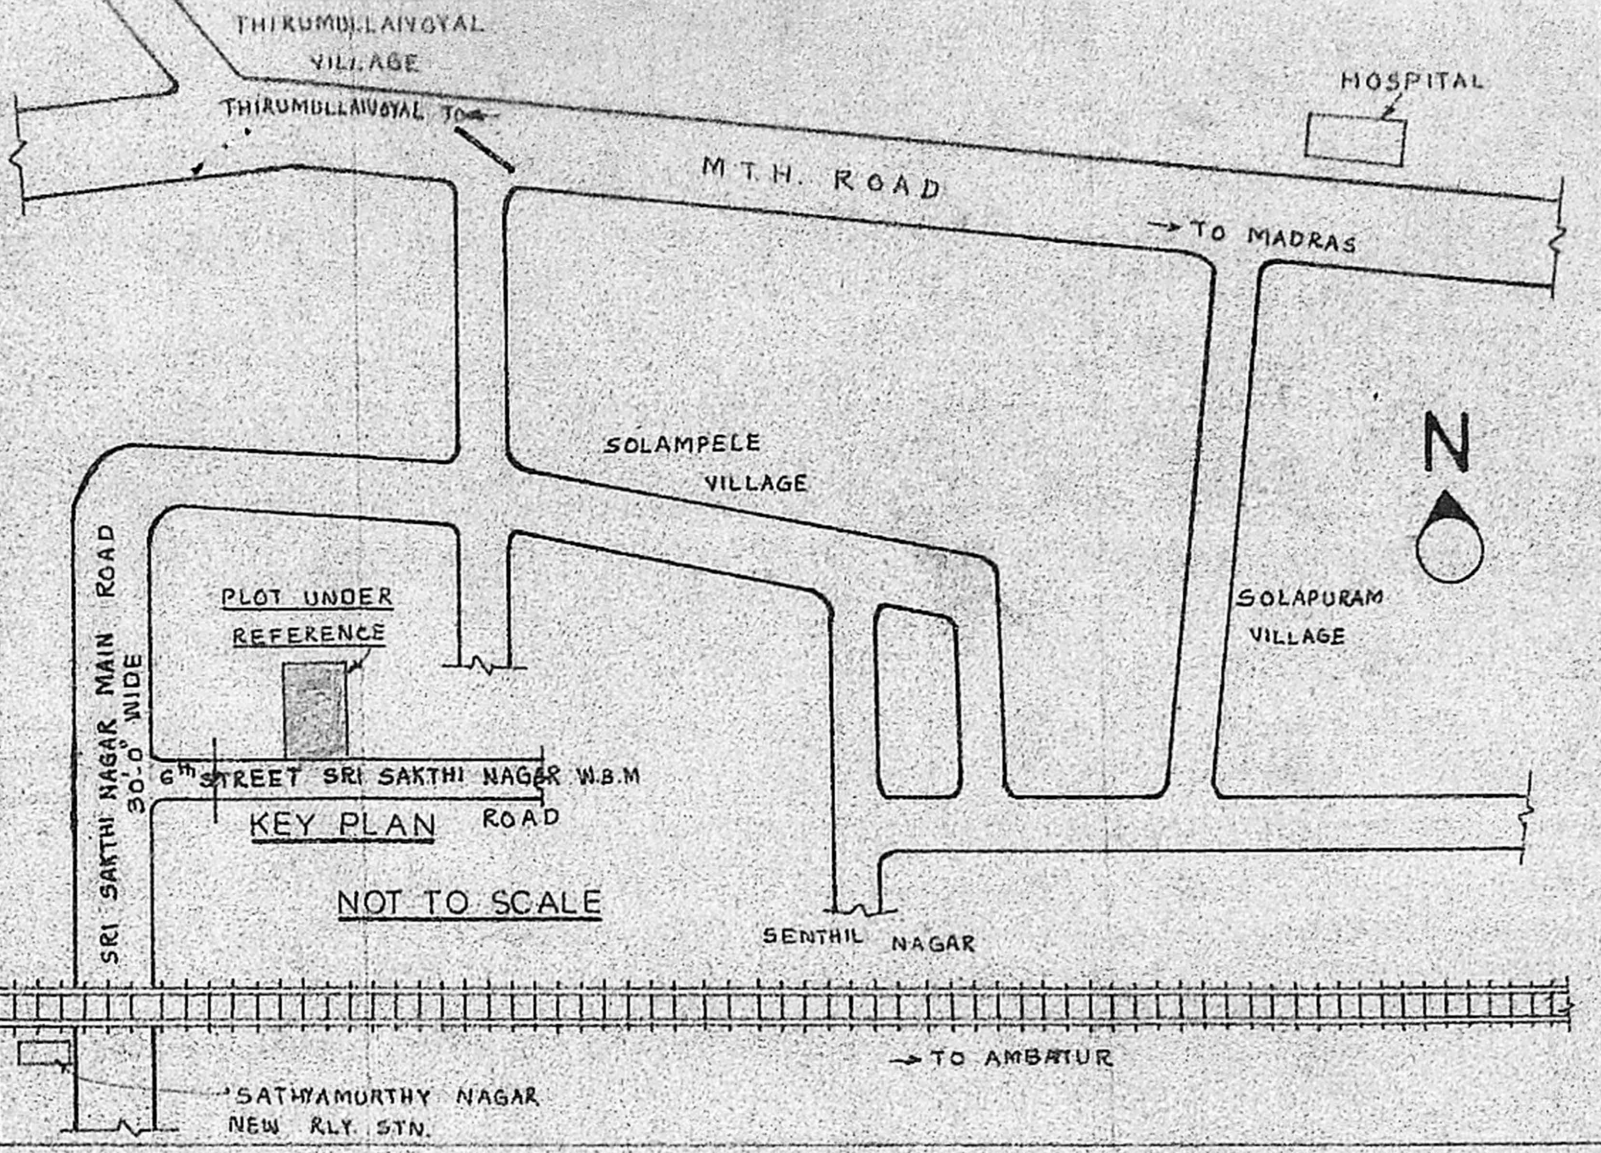 THIRUMULLAIVOYAL
VILLAGE
THIRUMULLAIVOYAL TO
HOSPITAL
M.T.H. ROAD
TO MADRAS
SOLAMPELE
VILLAGE
N
SRI SAKTHI NAGAR MAIN ROAD
30'-0" WIDE
PLOT UNDER
REFERENCE
SOLAPURAM
VILLAGE
6th STREET SRI SAKTHI NAGER W.B.M
ROAD
KEY PLAN
NOT TO SCALE
SENTHIL NAGAR
TO AMBATUR
SATHYAMURTHY NAGAR
NEW RLY. STN.